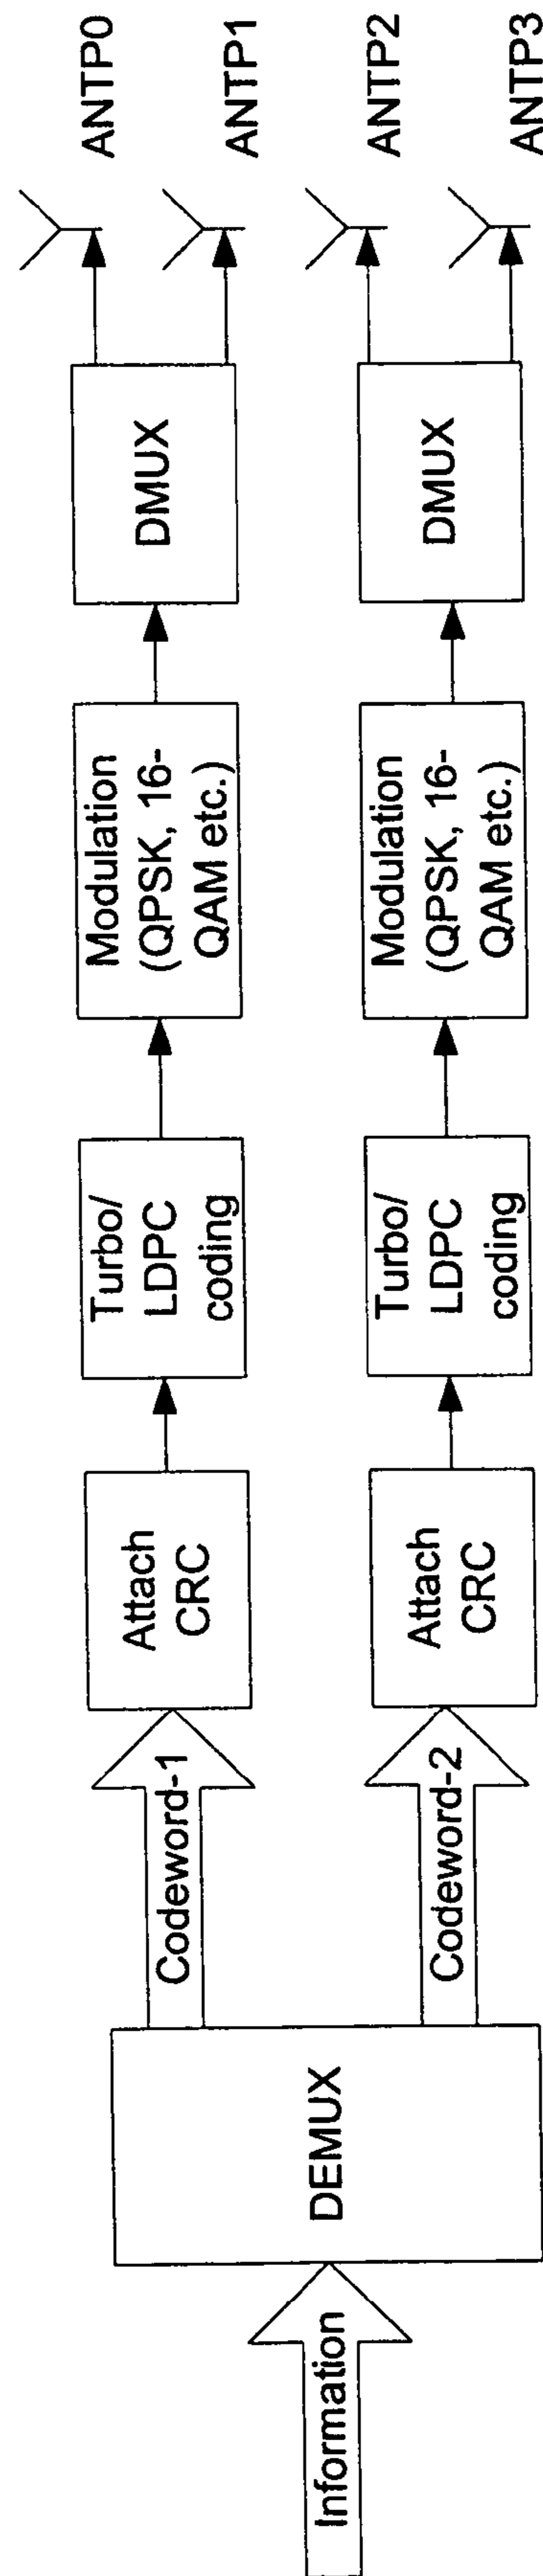 Information
DEMUX
Codeword-1
Attach
CRC
Turbo/
LDPC
coding
Modulation
(QPSK, 16-
QAM etc.)
DMUX
ANTP0
ANTP1
Codeword-2
Attach
CRC
Turbo/
LDPC
coding
Modulation
(QPSK, 16-
QAM etc.)
DMUX
ANTP2
ANTP3